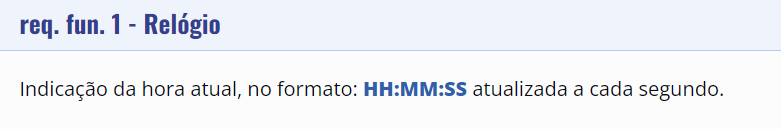 req. fun. 1 - Relógio
Indicação da hora atual, no formato: HH:MM:SS atualizada a cada segundo.